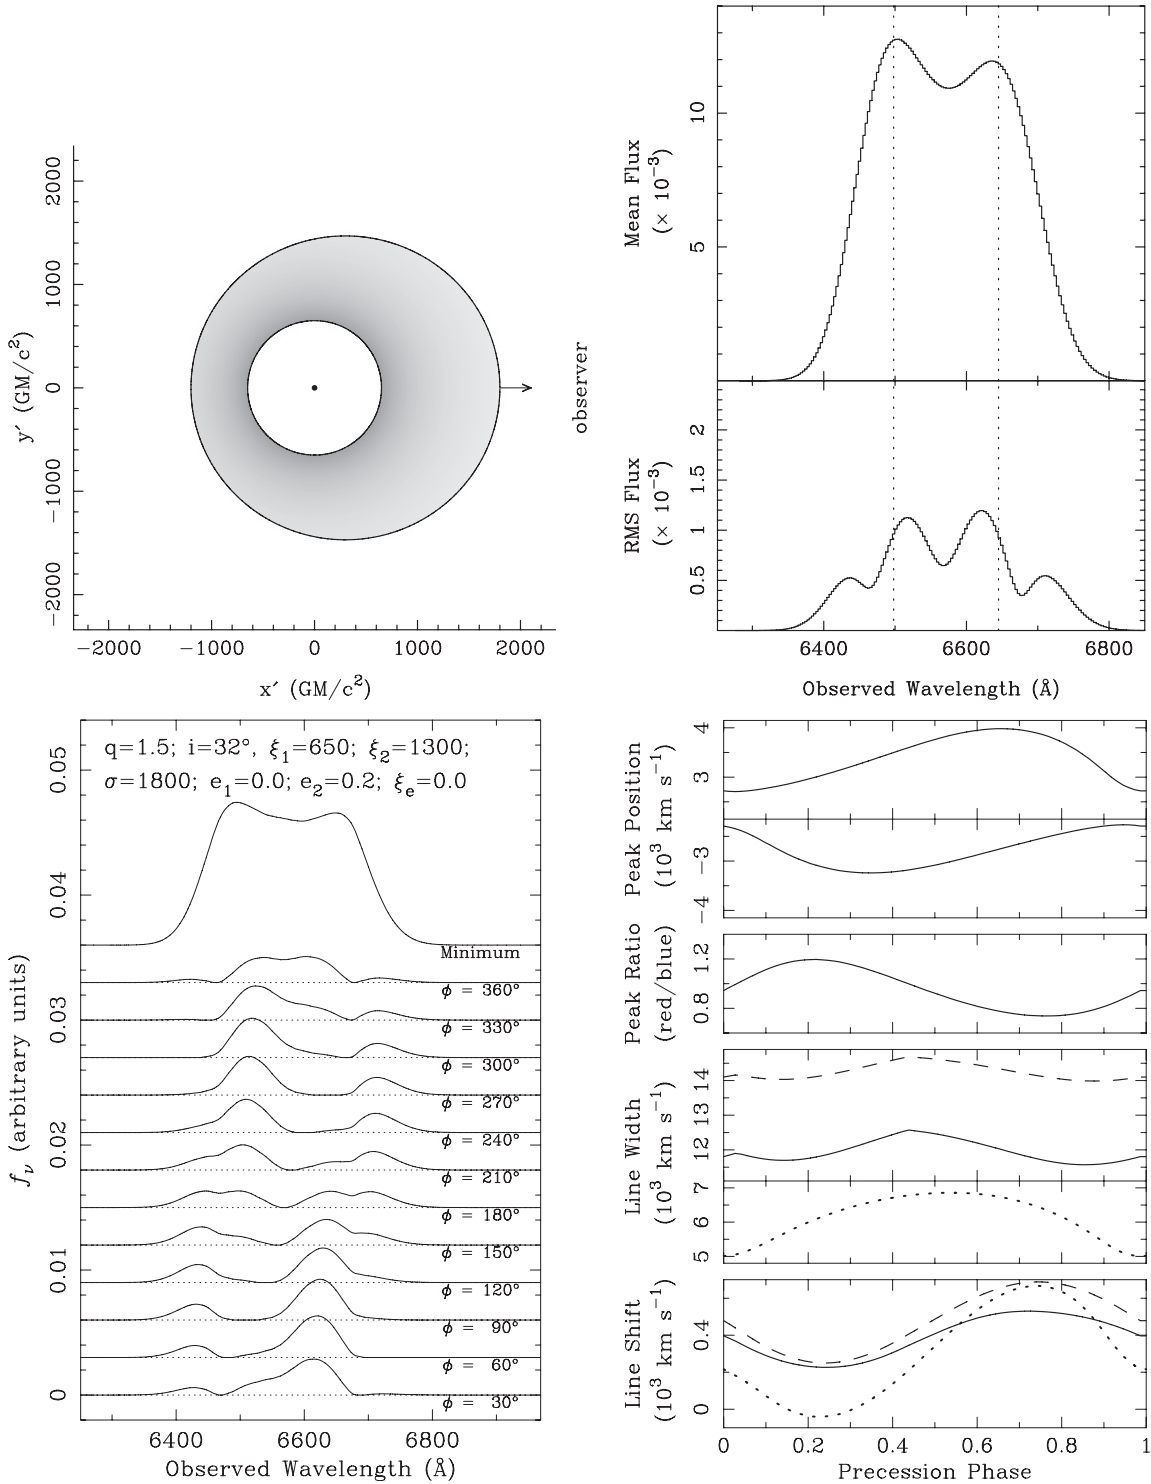 2000
1000
0
−1000
−2000
y′ (GM/c²)
−2000 −1000 0 1000 2000
x′ (GM/c²)
observer
10
5
Mean Flux
(× 10⁻³)
2
1.5
1
0.5
RMS Flux
(× 10⁻³)
6400 6600 6800
Observed Wavelength (Å)
q=1.5; i=32°, ξ₁=650; ξ₂=1300;
σ=1800; e₁=0.0; e₂=0.2; ξₑ=0.0
0.05
0.04
0.03
0.02
0.01
0
f_ν (arbitrary units)
Minimum
ϕ = 360°
ϕ = 330°
ϕ = 300°
ϕ = 270°
ϕ = 240°
ϕ = 210°
ϕ = 180°
ϕ = 150°
ϕ = 120°
ϕ = 90°
ϕ = 60°
ϕ = 30°
6400 6600 6800
Observed Wavelength (Å)
4
3
−3
−4
Peak Position
(10³ km s⁻¹)
1.2
0.8
Peak Ratio
(red/blue)
14
13
12
7
6
5
Line Width
(10³ km s⁻¹)
0.4
0
Line Shift
(10³ km s⁻¹)
0 0.2 0.4 0.6 0.8 1
Precession Phase